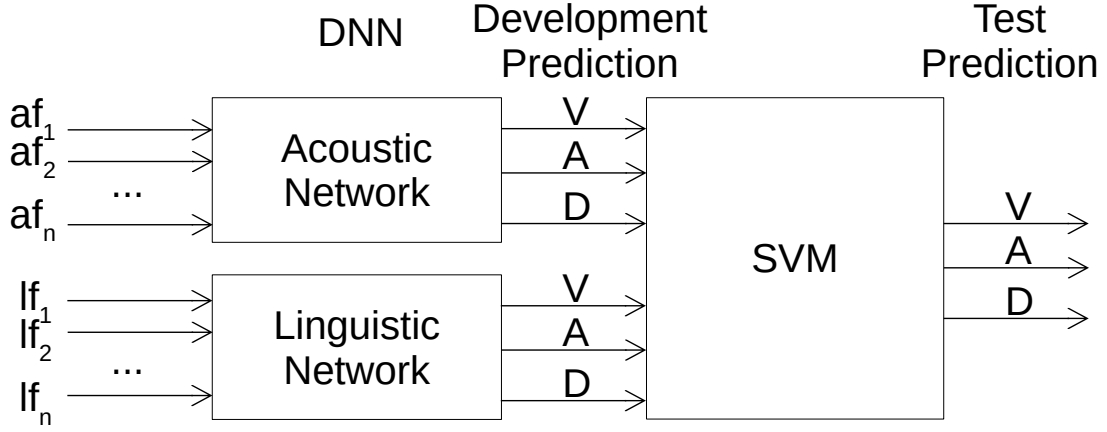 DNN
Development
Prediction
Test
Prediction
af1
af2
...
afn
Acoustic
Network
V
A
D
lf1
lf2
...
lfn
Linguistic
Network
V
A
D
SVM
V
A
D